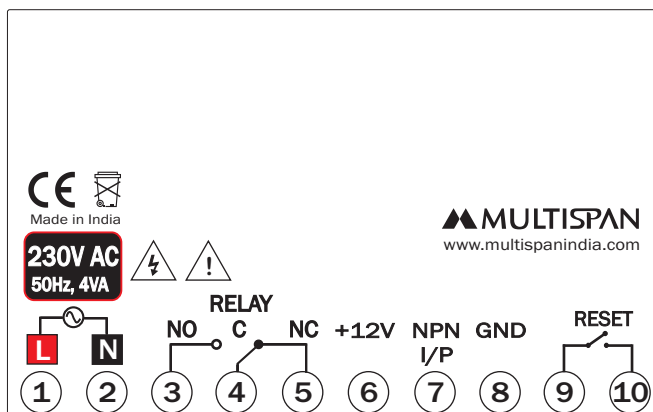 CE
Made in India
MULTISPAN
www.multispanindia.com
230V AC
50Hz, 4VA
RELAY
L N NO C NC +12V NPN I/P GND RESET
1 2 3 4 5 6 7 8 9 10